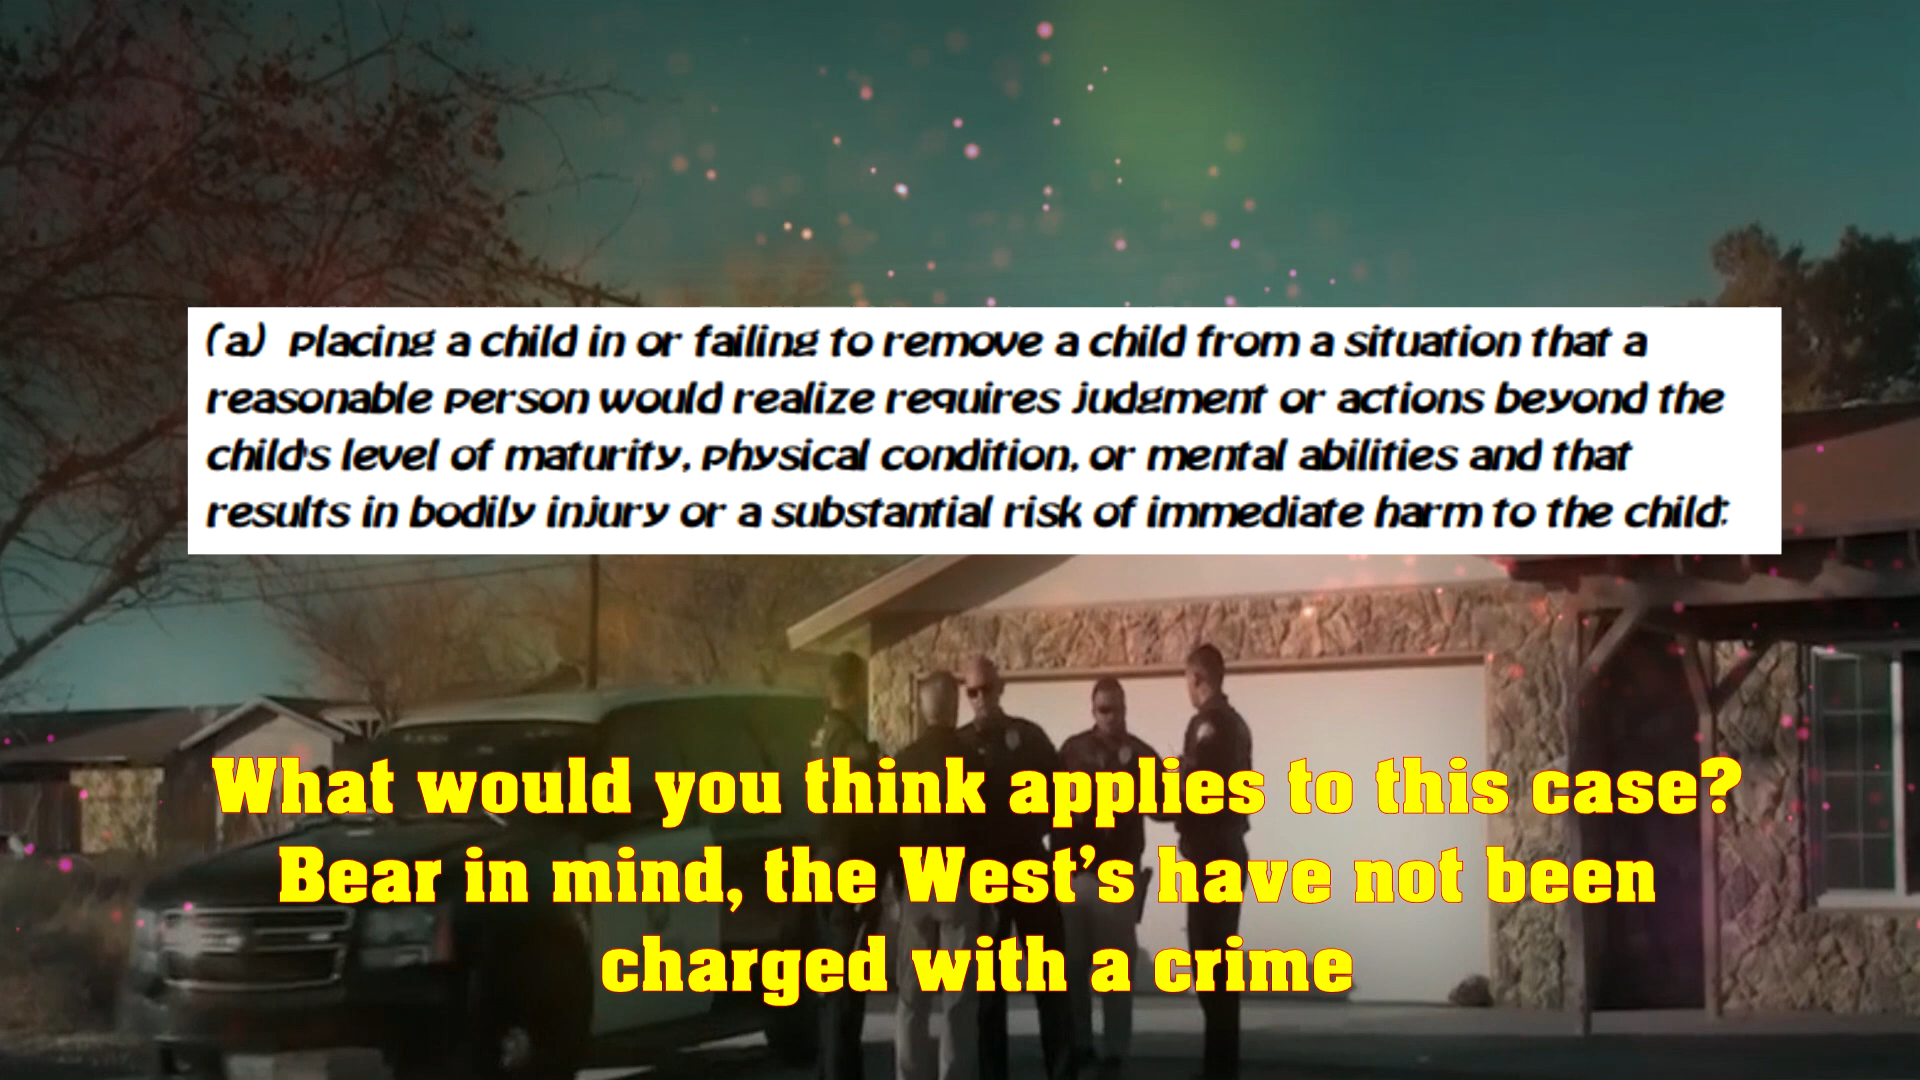 (a) placing a child in or failing to remove a child from a situation that a
reasonable person would realize requires judgment or actions beyond the
child's level of maturity, physical condition, or mental abilities and that
results in bodily injury or a substantial risk of immediate harm to the child;
What would you think applies to this case?
Bear in mind, the West’s have not been
charged with a crime